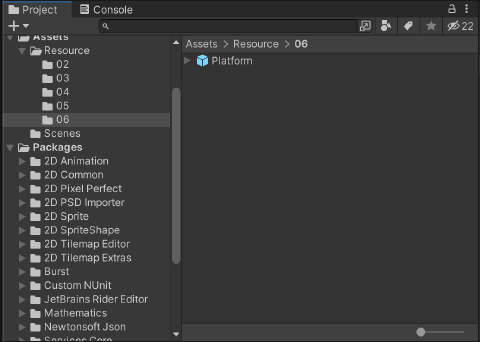 Project
Console
22
Assets
Assets > Resource > 06
Resource
Platform
02
03
04
05
06
Scenes
Packages
2D Animation
2D Common
2D Pixel Perfect
2D PSD Importer
2D Sprite
2D SpriteShape
2D Tilemap Editor
2D Tilemap Extras
Burst
Custom NUnit
JetBrains Rider Editor
Mathematics
Newtonsoft Json
Services Core